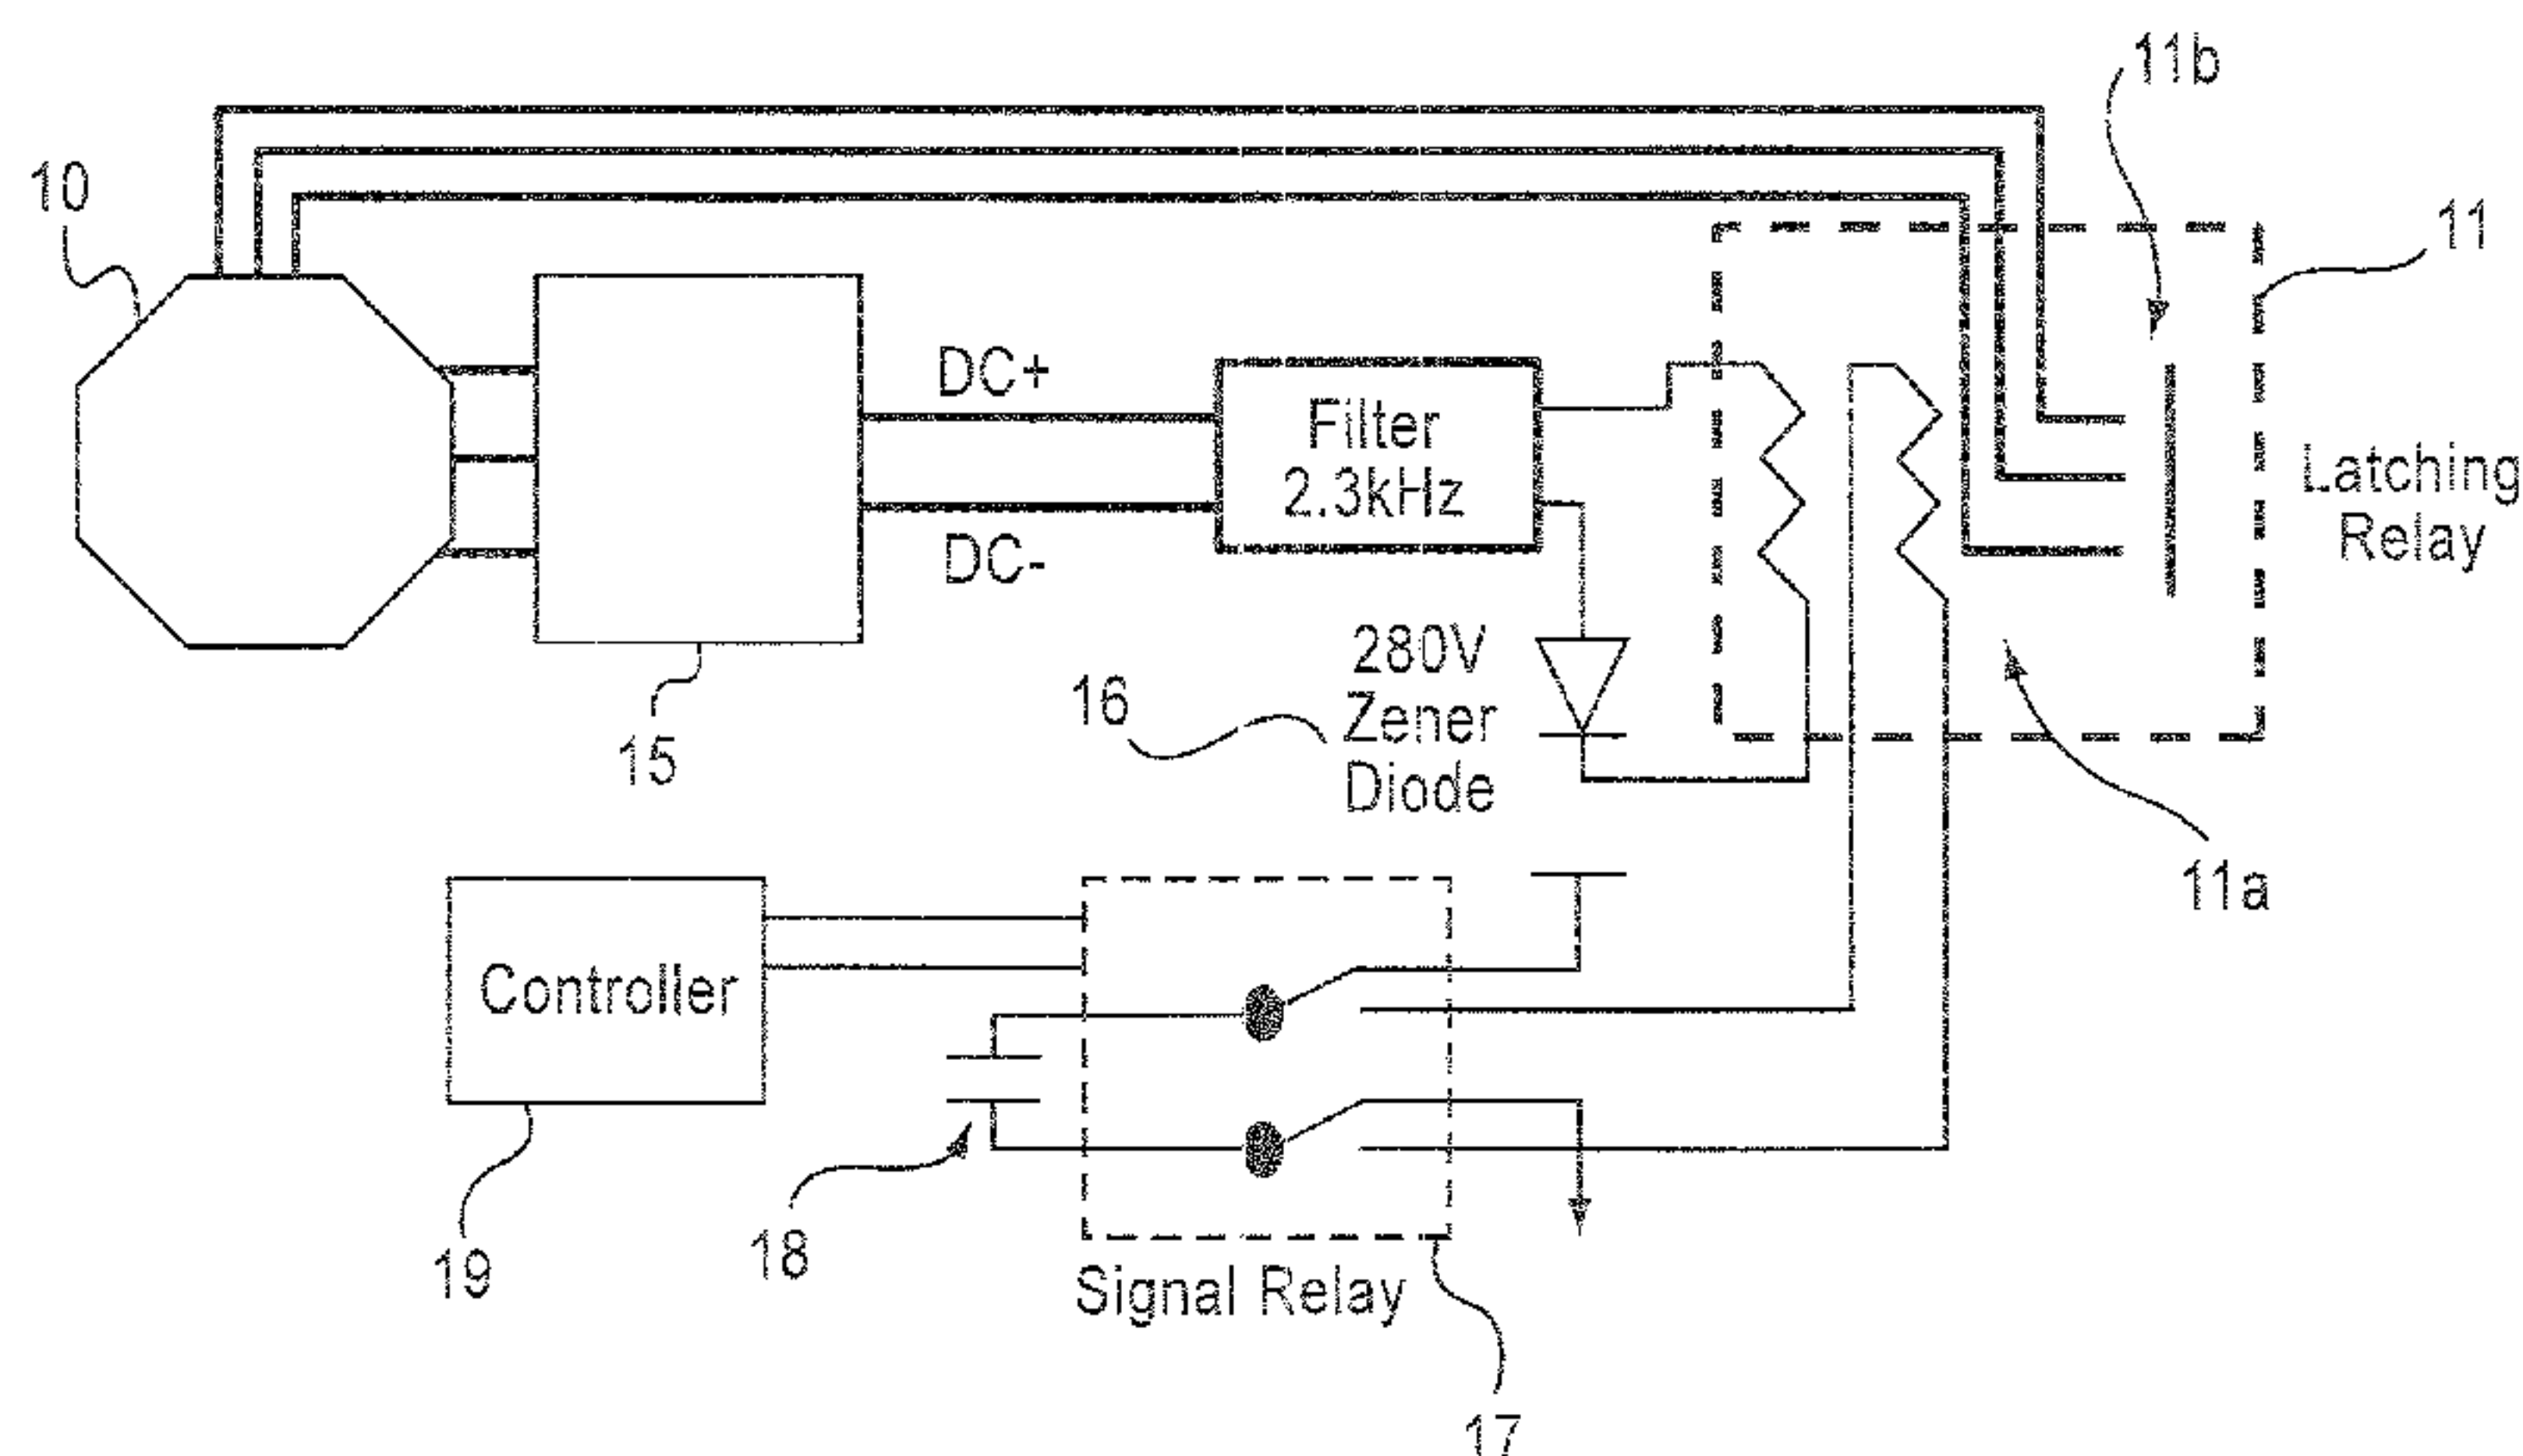 11b
10
11
DC+
Filter
2.3kHz
Latching
Relay
DC-
280V
Zener
Diode
16
15
11a
Controller
18
19
Signal Relay
17